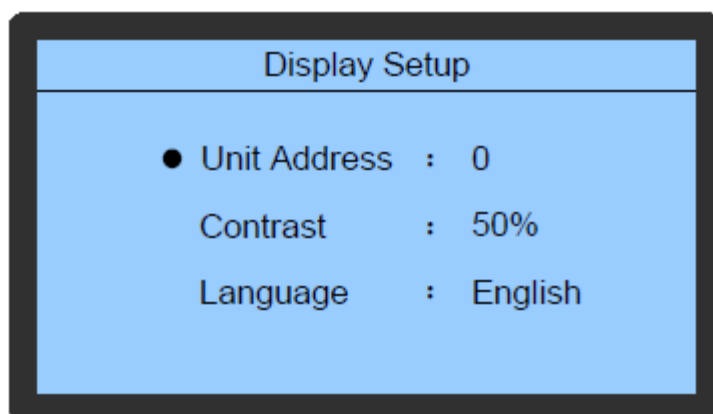 Display Setup
● Unit Address : 0
Contrast : 50%
Language : English